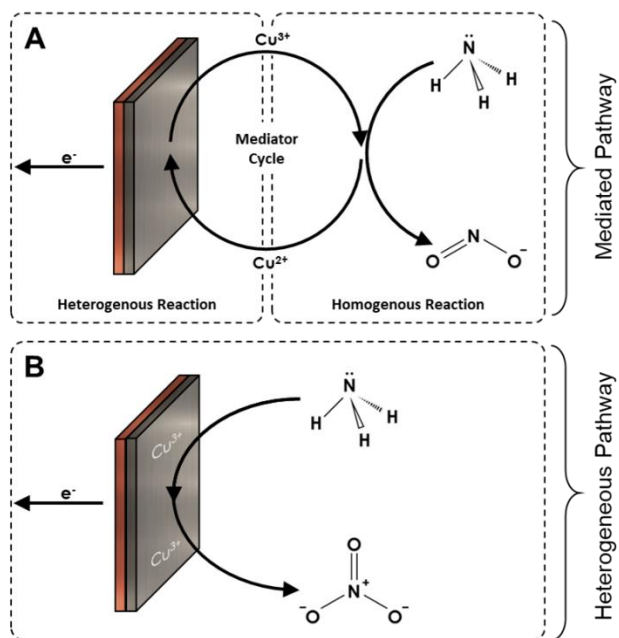 A
Cu³⁺
N
H
H
H
e⁻
Mediator
Cycle
O
N
O⁻
Cu²⁺
Heterogenous Reaction
Homogenous Reaction
Mediated Pathway
B
N
H
H
H
Cu³⁺
e⁻
Cu³⁺
O
N⁺
⁻O
O⁻
Heterogeneous Pathway